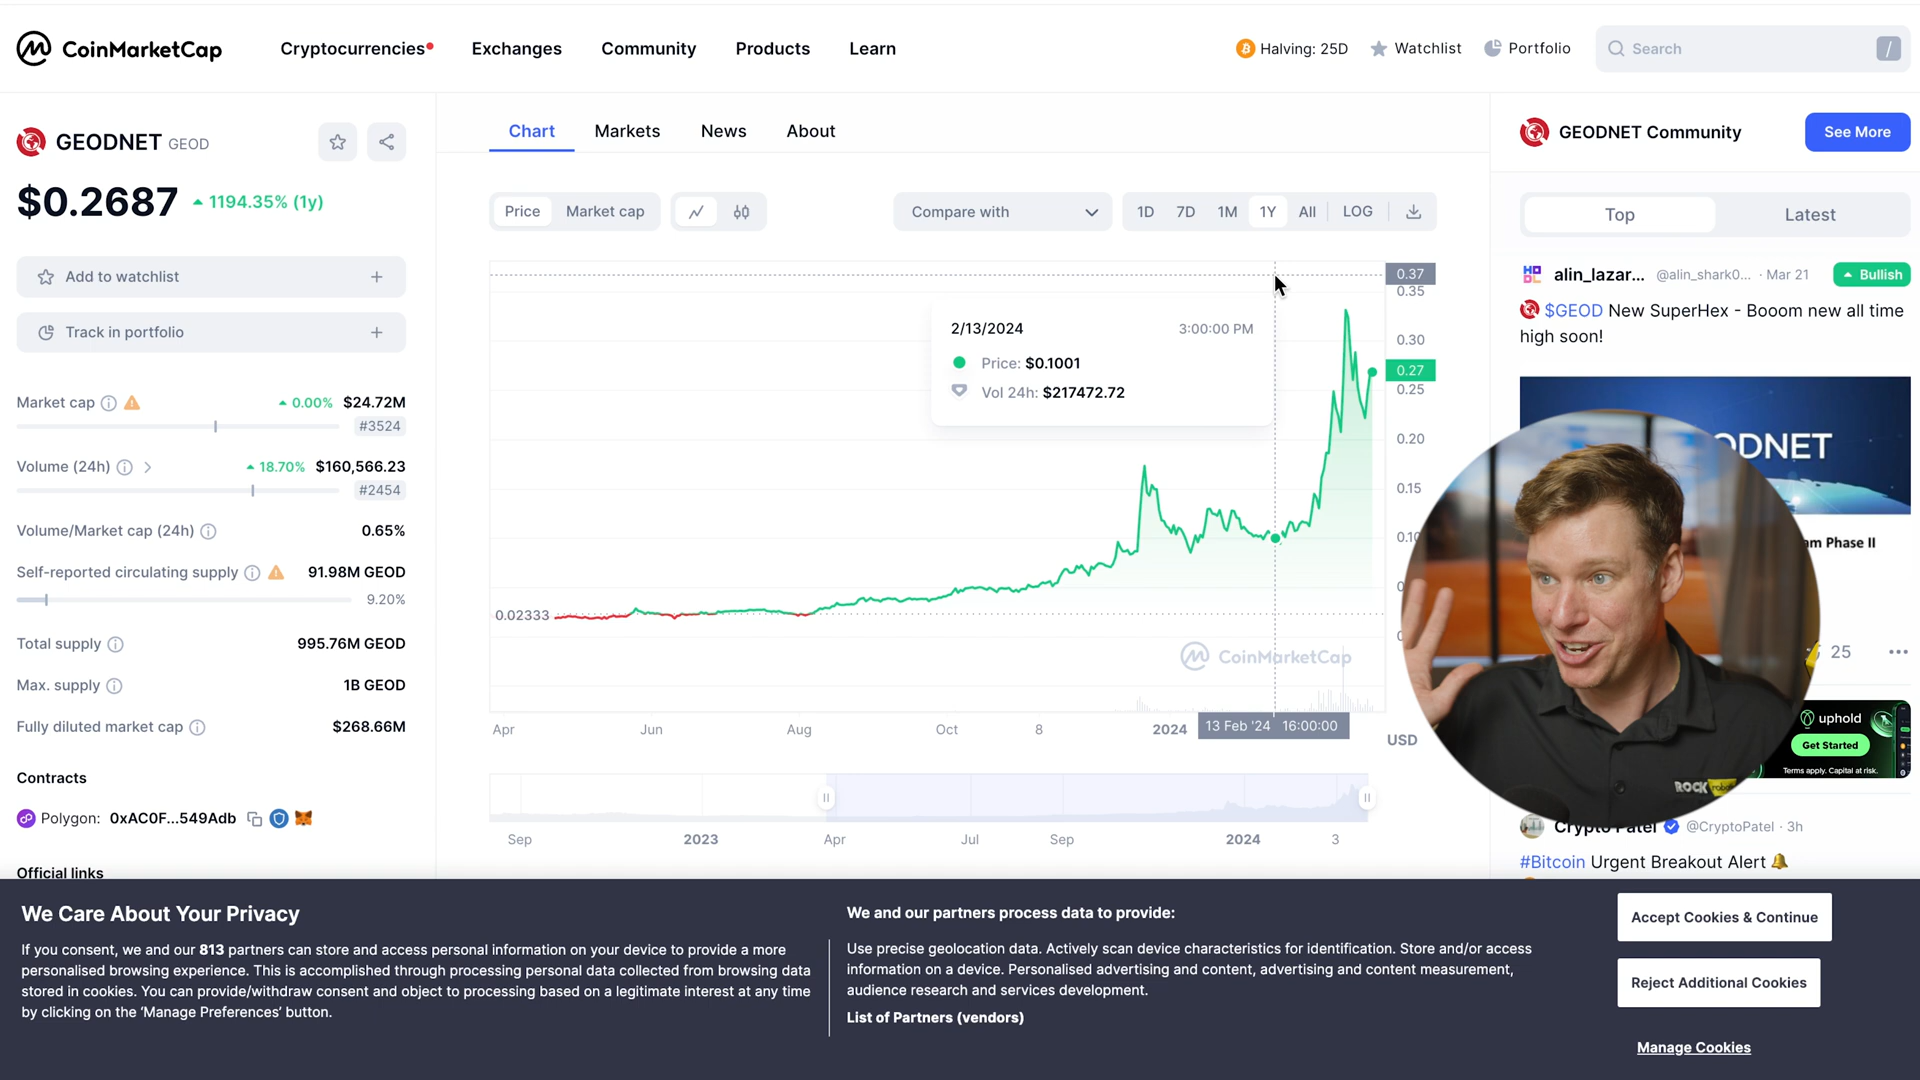 CoinMarketCap
Cryptocurrencies
Exchanges
Community
Products
Learn
Halving: 25D
Watchlist
Portfolio
Search
/
GEODNET GEOD
$0.2687 1194.35% (1y)
Add to watchlist +
Track in portfolio +
Market cap 0.00% $24.72M
#3524
Volume (24h) 18.70% $160,566.23
#2454
Volume/Market cap (24h) 0.65%
Self-reported circulating supply 91.98M GEOD
9.20%
Total supply 995.76M GEOD
Max. supply 1B GEOD
Fully diluted market cap $268.66M
Contracts
Polygon: 0xAC0F...549Adb
Official links
Chart
Markets
News
About
Price
Market cap
Compare with
1D
7D
1M
1Y
All
LOG
0.37
0.35
0.30
0.27
0.25
0.20
0.15
0.10
2/13/2024 3:00:00 PM
Price: $0.1001
Vol 24h: $217472.72
0.02333
CoinMarketCap
Apr Jun Aug Oct 8 2024 13 Feb '24 16:00:00
USD
Sep 2023 Apr Jul Sep 2024 3
GEODNET Community
See More
Top
Latest
alin_lazar... @alin_shark0... · Mar 21
Bullish
$GEOD New SuperHex - Booom new all time
high soon!
ODNET
am Phase II
25
uphold
Get Started
Terms apply. Capital at risk.
ROCK robotic
Crypto Patel @CryptoPatel · 3h
#Bitcoin Urgent Breakout Alert
We Care About Your Privacy
If you consent, we and our 813 partners can store and access personal information on your device to provide a more
personalised browsing experience. This is accomplished through processing personal data collected from browsing data
stored in cookies. You can provide/withdraw consent and object to processing based on a legitimate interest at any time
by clicking on the ‘Manage Preferences’ button.
We and our partners process data to provide:
Use precise geolocation data. Actively scan device characteristics for identification. Store and/or access
information on a device. Personalised advertising and content, advertising and content measurement,
audience research and services development.
List of Partners (vendors)
Accept Cookies & Continue
Reject Additional Cookies
Manage Cookies